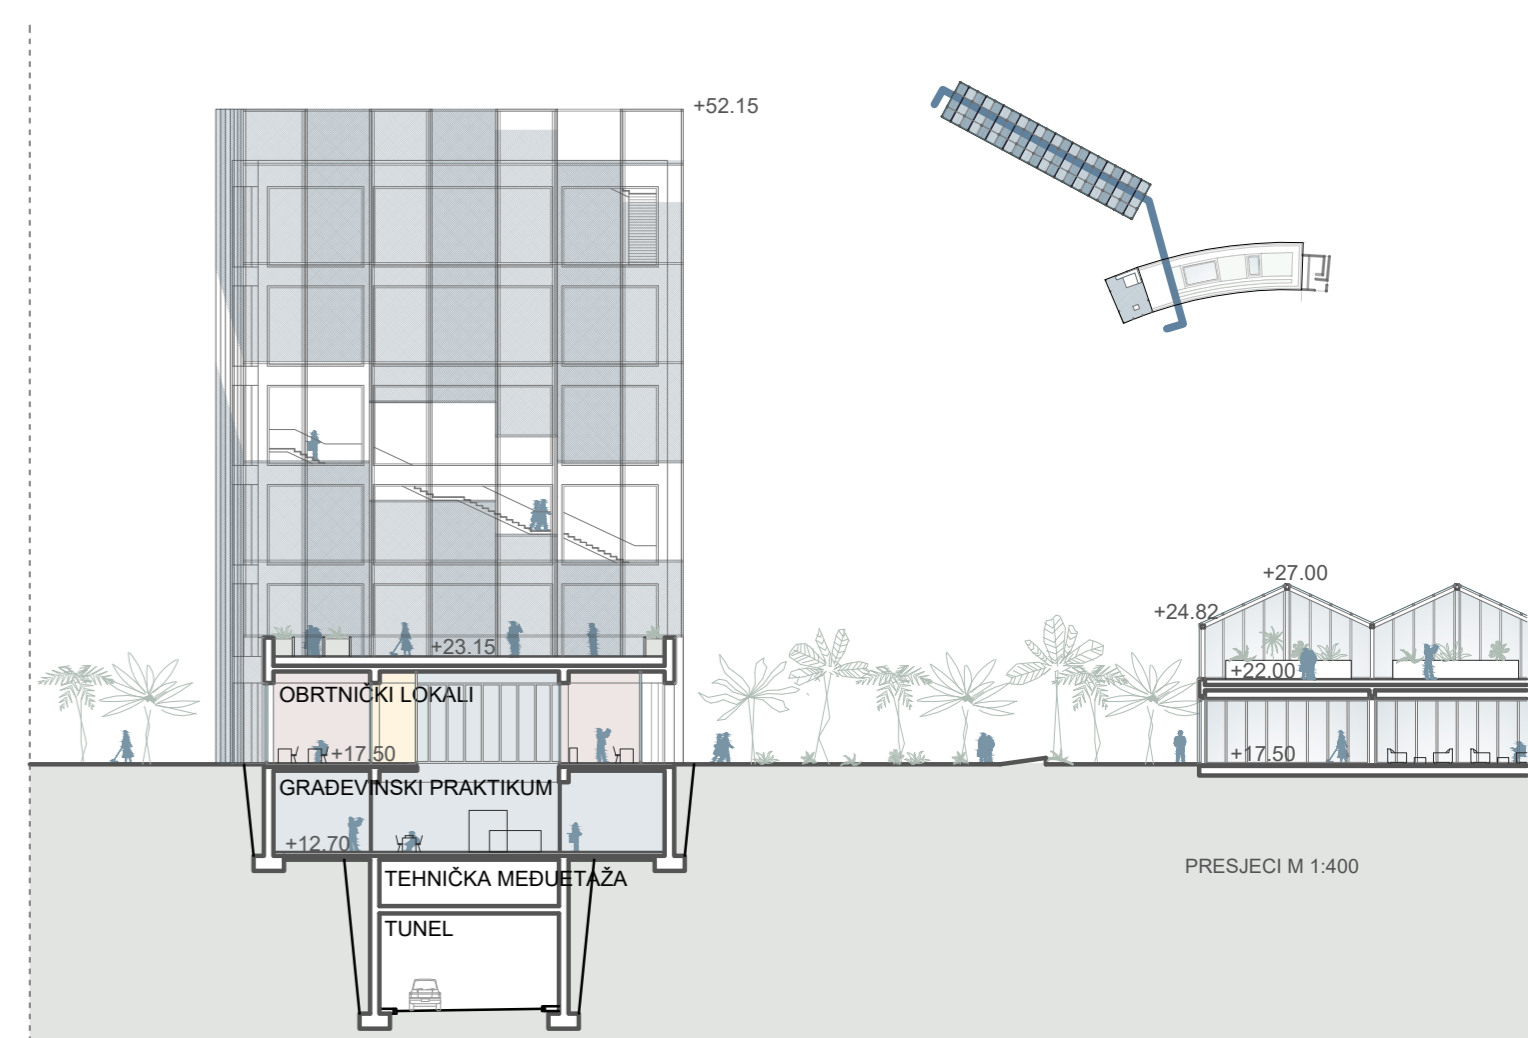 +52.15
+27.00
+24.82
+23.15
+22.00
OBRTNIČKI LOKALI
+17.50
+17.50
GRAĐEVINSKI PRAKTIKUM
+12.70
PRESJECI M 1:400
TEHNIČKA MEĐUETAŽA
TUNEL